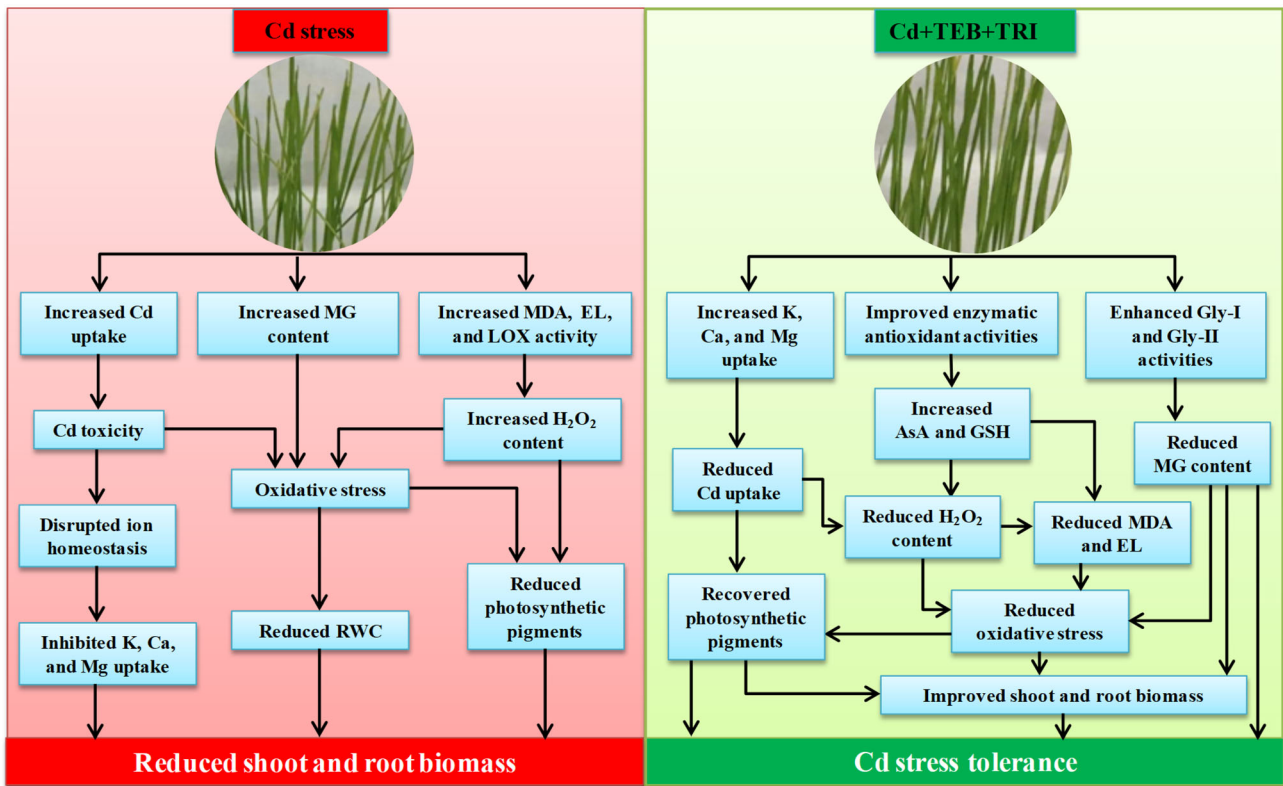 Cd stress
Increased Cd
uptake
Increased MG
content
Increased MDA, EL,
and LOX activity
Cd toxicity
Increased H₂O₂
content
Oxidative stress
Disrupted ion
homeostasis
Reduced
photosynthetic
pigments
Inhibited K, Ca,
and Mg uptake
Reduced RWC
Reduced shoot and root biomass
Cd+TEB+TRI
Increased K,
Ca, and Mg
uptake
Improved enzymatic
antioxidant activities
Enhanced Gly-I
and Gly-II
activities
Increased
AsA and GSH
Reduced
MG content
Reduced
Cd uptake
Reduced H₂O₂
content
Reduced MDA
and EL
Recovered
photosynthetic
pigments
Reduced
oxidative stress
Improved shoot and root biomass
Cd stress tolerance